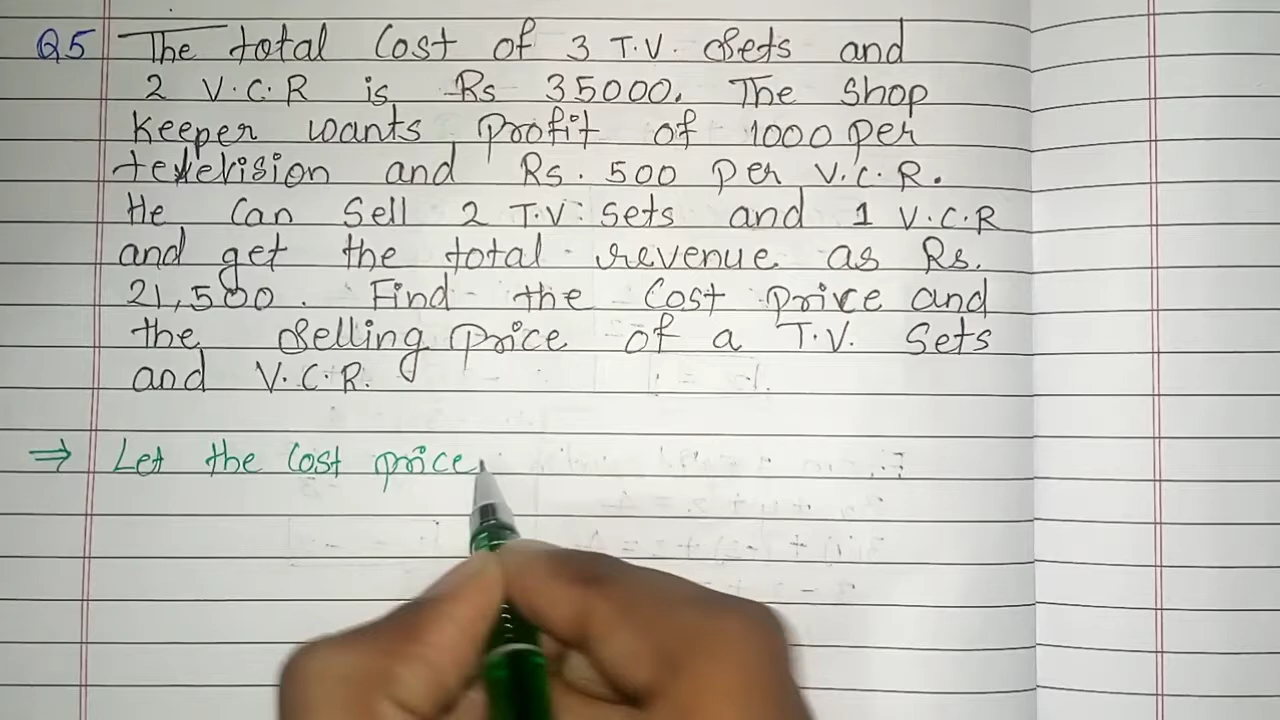 Q5 The total Cost of 3 T.V. Sets and
2 V.C.R is Rs 35000. The Shop
Keeper wants Profit of 1000 Per
television and Rs. 500 Per V.C.R.
He Can Sell 2 T.V. Sets and 1 V.C.R
and get the total revenue as Rs.
21,500. Find the Cost price and
the Selling Price of a T.V. Sets
and V.C.R.
⇒ Let the Cost price